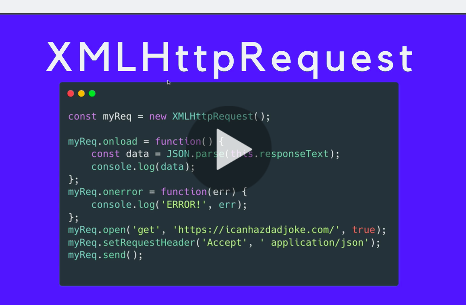 XMLHttpRequest
const myReq = new XMLHttpRequest();
myReq.onload = function() {
const data = JSON.parse(this.responseText);
console.log(data);
};
myReq.onerror = function(err) {
console.log('ERROR!', err);
};
myReq.open('get', 'https://icanhazdadjoke.com/', true);
myReq.setRequestHeader('Accept', ' application/json');
myReq.send();